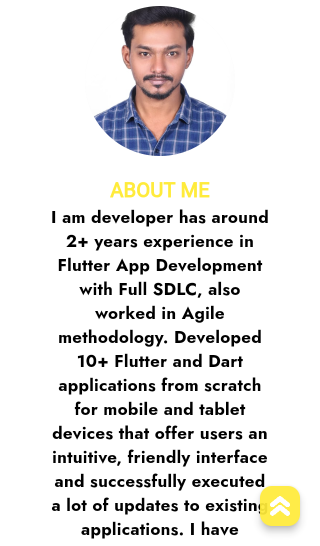 ABOUT ME
I am developer has around
2+ years experience in
Flutter App Development
with Full SDLC, also
worked in Agile
methodology. Developed
10+ Flutter and Dart
applications from scratch
for mobile and tablet
devices that offer users an
intuitive, friendly interface
and successfully executed
a lot of updates to existing
applications. I have